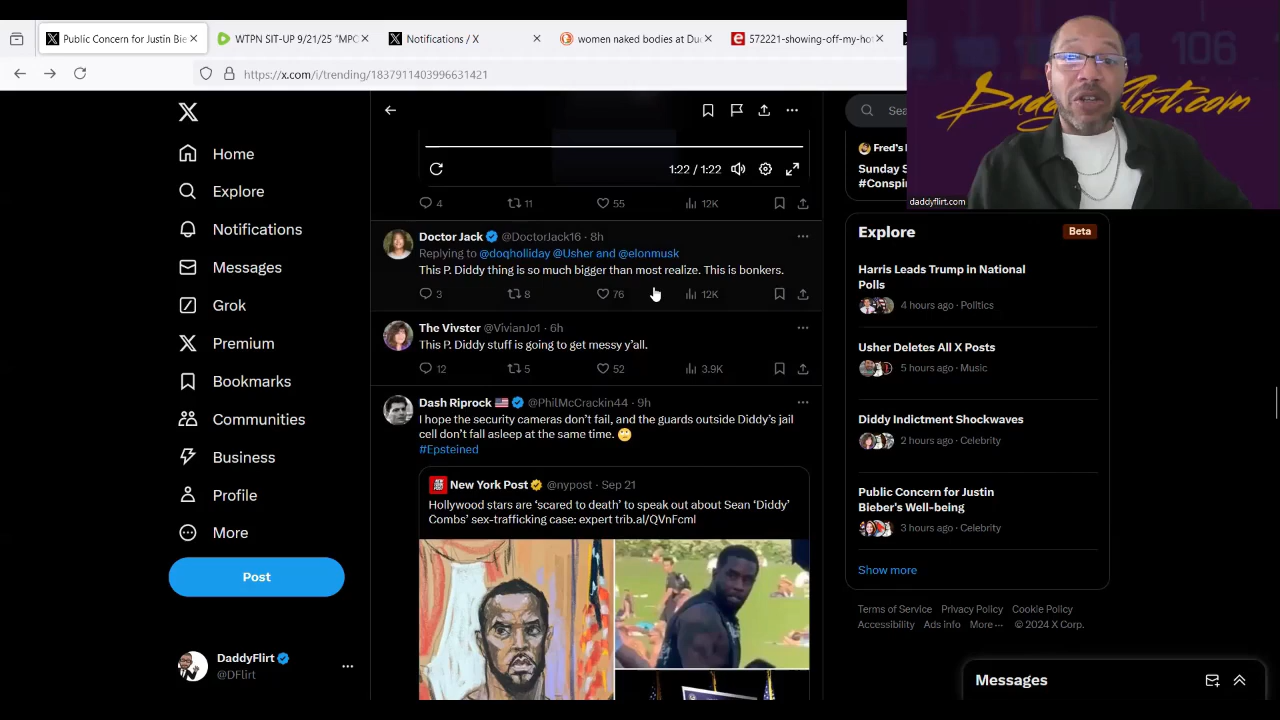 Public Concern for Justin Bie
WTPN SIT-UP 9/21/25 "MPC
Notifications / X
women naked bodies at Du
572221-showing-off-my-hot
https://x.com/i/trending/1837911403996631421
106
DaddyFlirt.com
daddyflirt.com
Home
Explore
Notifications
Messages
Grok
Premium
Bookmarks
Communities
Business
Profile
More
Post
DaddyFlirt
@DFlirt
1:22 / 1:22
4 11 55 12K
Doctor Jack @DoctorJack16 · 8h
Replying to @doqholliday @Usher and @elonmusk
This P. Diddy thing is so much bigger than most realize. This is bonkers.
3 8 76 12K
The Vivster @VivianJo1 · 6h
This P. Diddy stuff is going to get messy y'all.
12 5 52 3.9K
Dash Riprock @PhilMcCrackin44 · 9h
I hope the security cameras don't fail, and the guards outside Diddy's jail
cell don't fall asleep at the same time. 🙄
#Epsteined
New York Post @nypost · Sep 21
Hollywood stars are 'scared to death' to speak out about Sean 'Diddy'
Combs' sex-trafficking case: expert trib.al/QVnFcml
Sea
Fred's
Sunday S
#Conspi
Explore
Beta
Harris Leads Trump in National
Polls
4 hours ago · Politics
Usher Deletes All X Posts
5 hours ago · Music
Diddy Indictment Shockwaves
2 hours ago · Celebrity
Public Concern for Justin
Bieber's Well-being
3 hours ago · Celebrity
Show more
Terms of Service Privacy Policy Cookie Policy
Accessibility Ads info More ··· © 2024 X Corp.
Messages